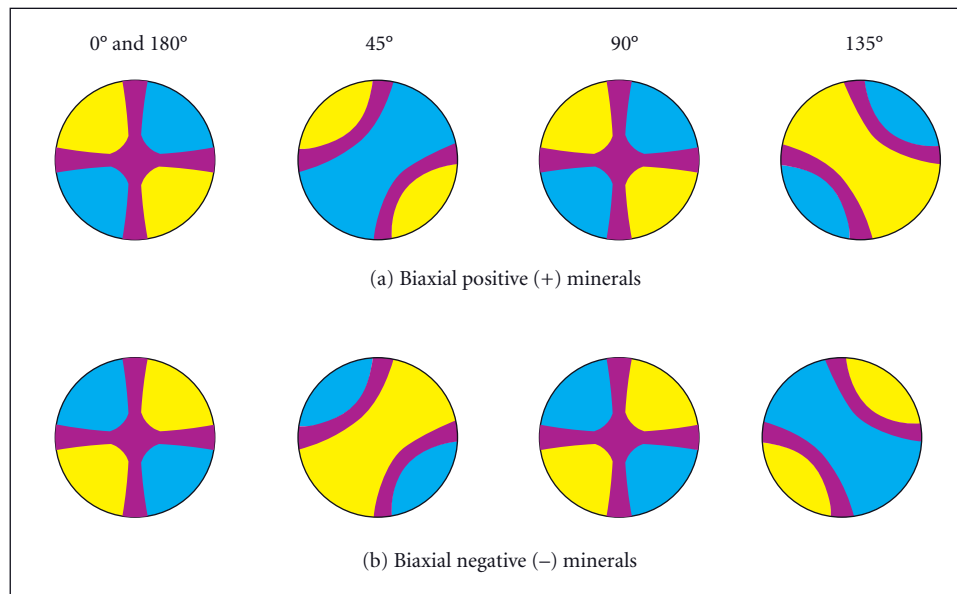 0° and 180° 45° 90° 135°
(a) Biaxial positive (+) minerals
(b) Biaxial negative (–) minerals